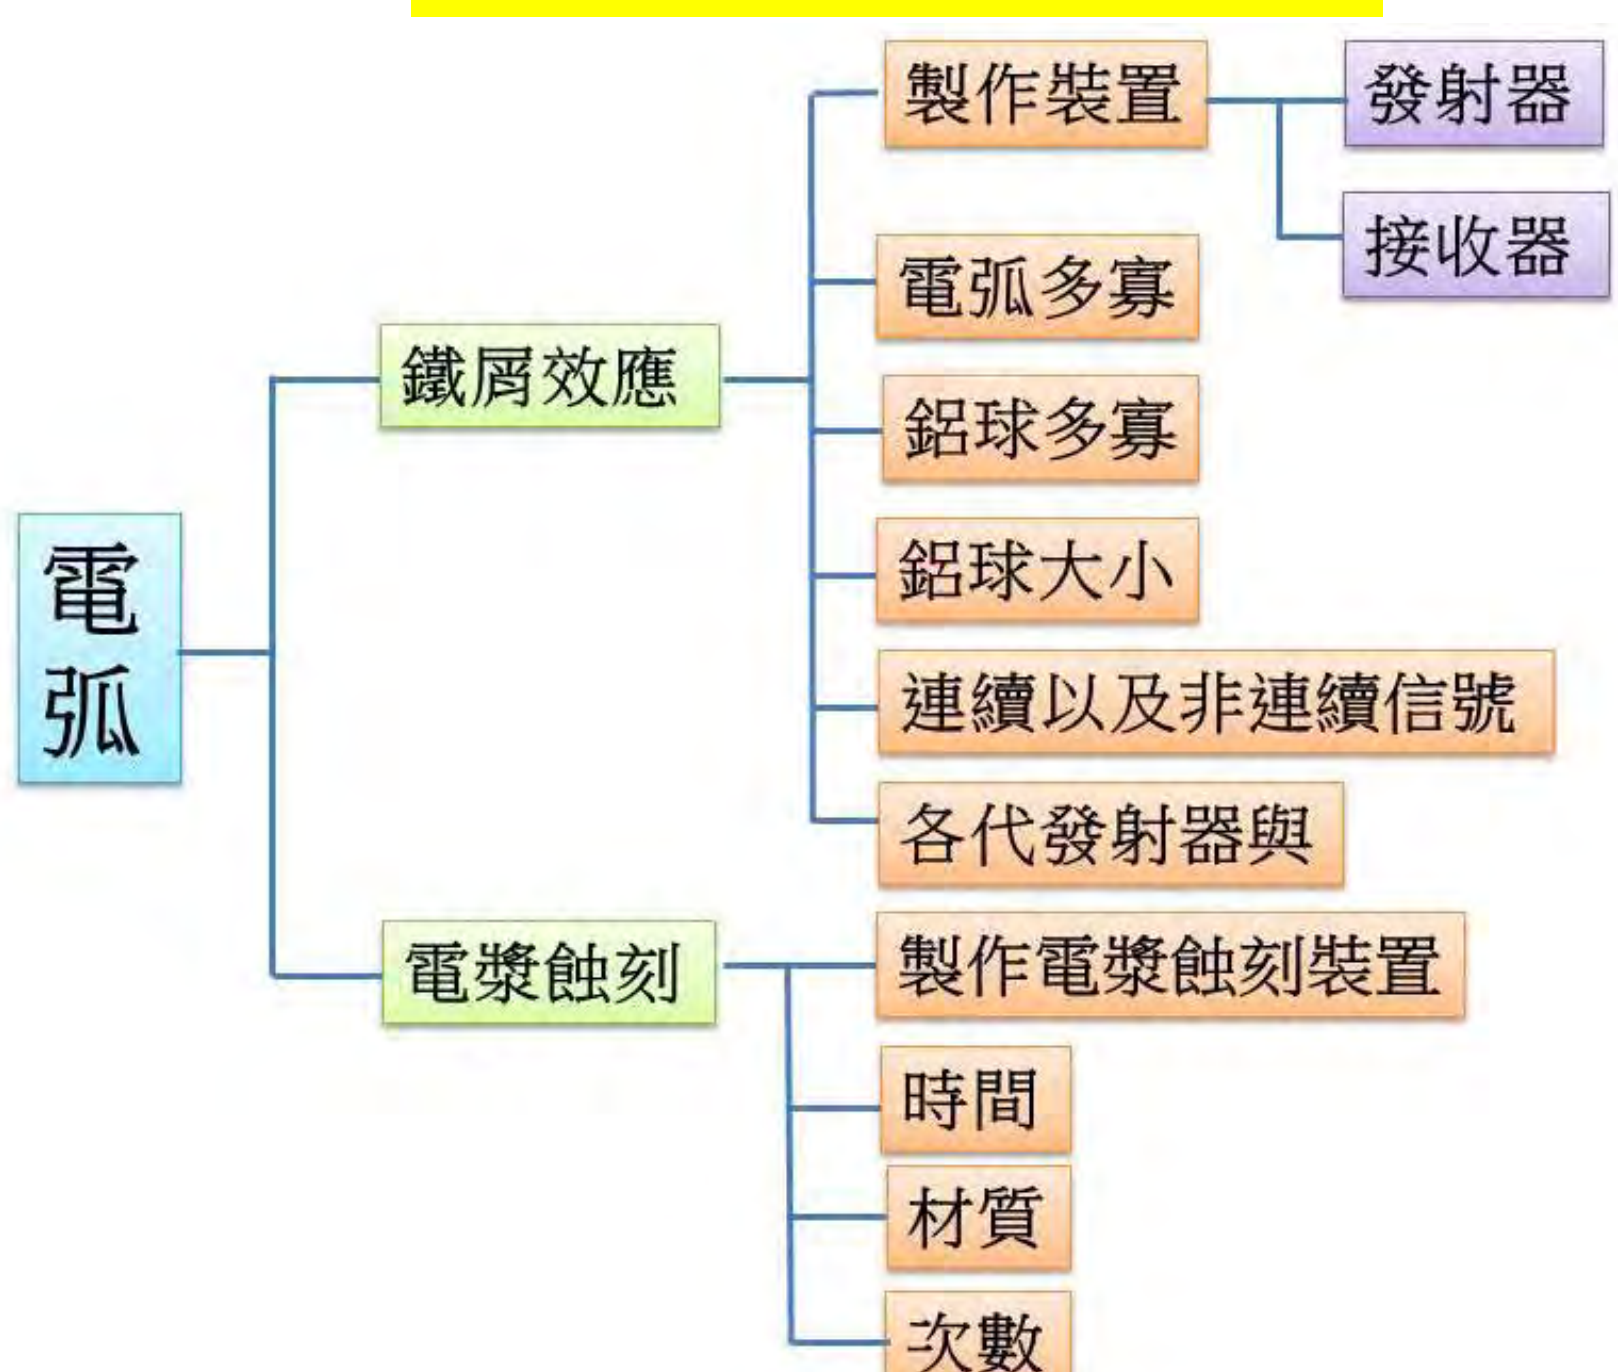 電弧
鐵屑效應
製作裝置
發射器
接收器
電弧多寡
鋁球多寡
鋁球大小
連續以及非連續信號
各代發射器與
電漿蝕刻
製作電漿蝕刻裝置
時間
材質
次數